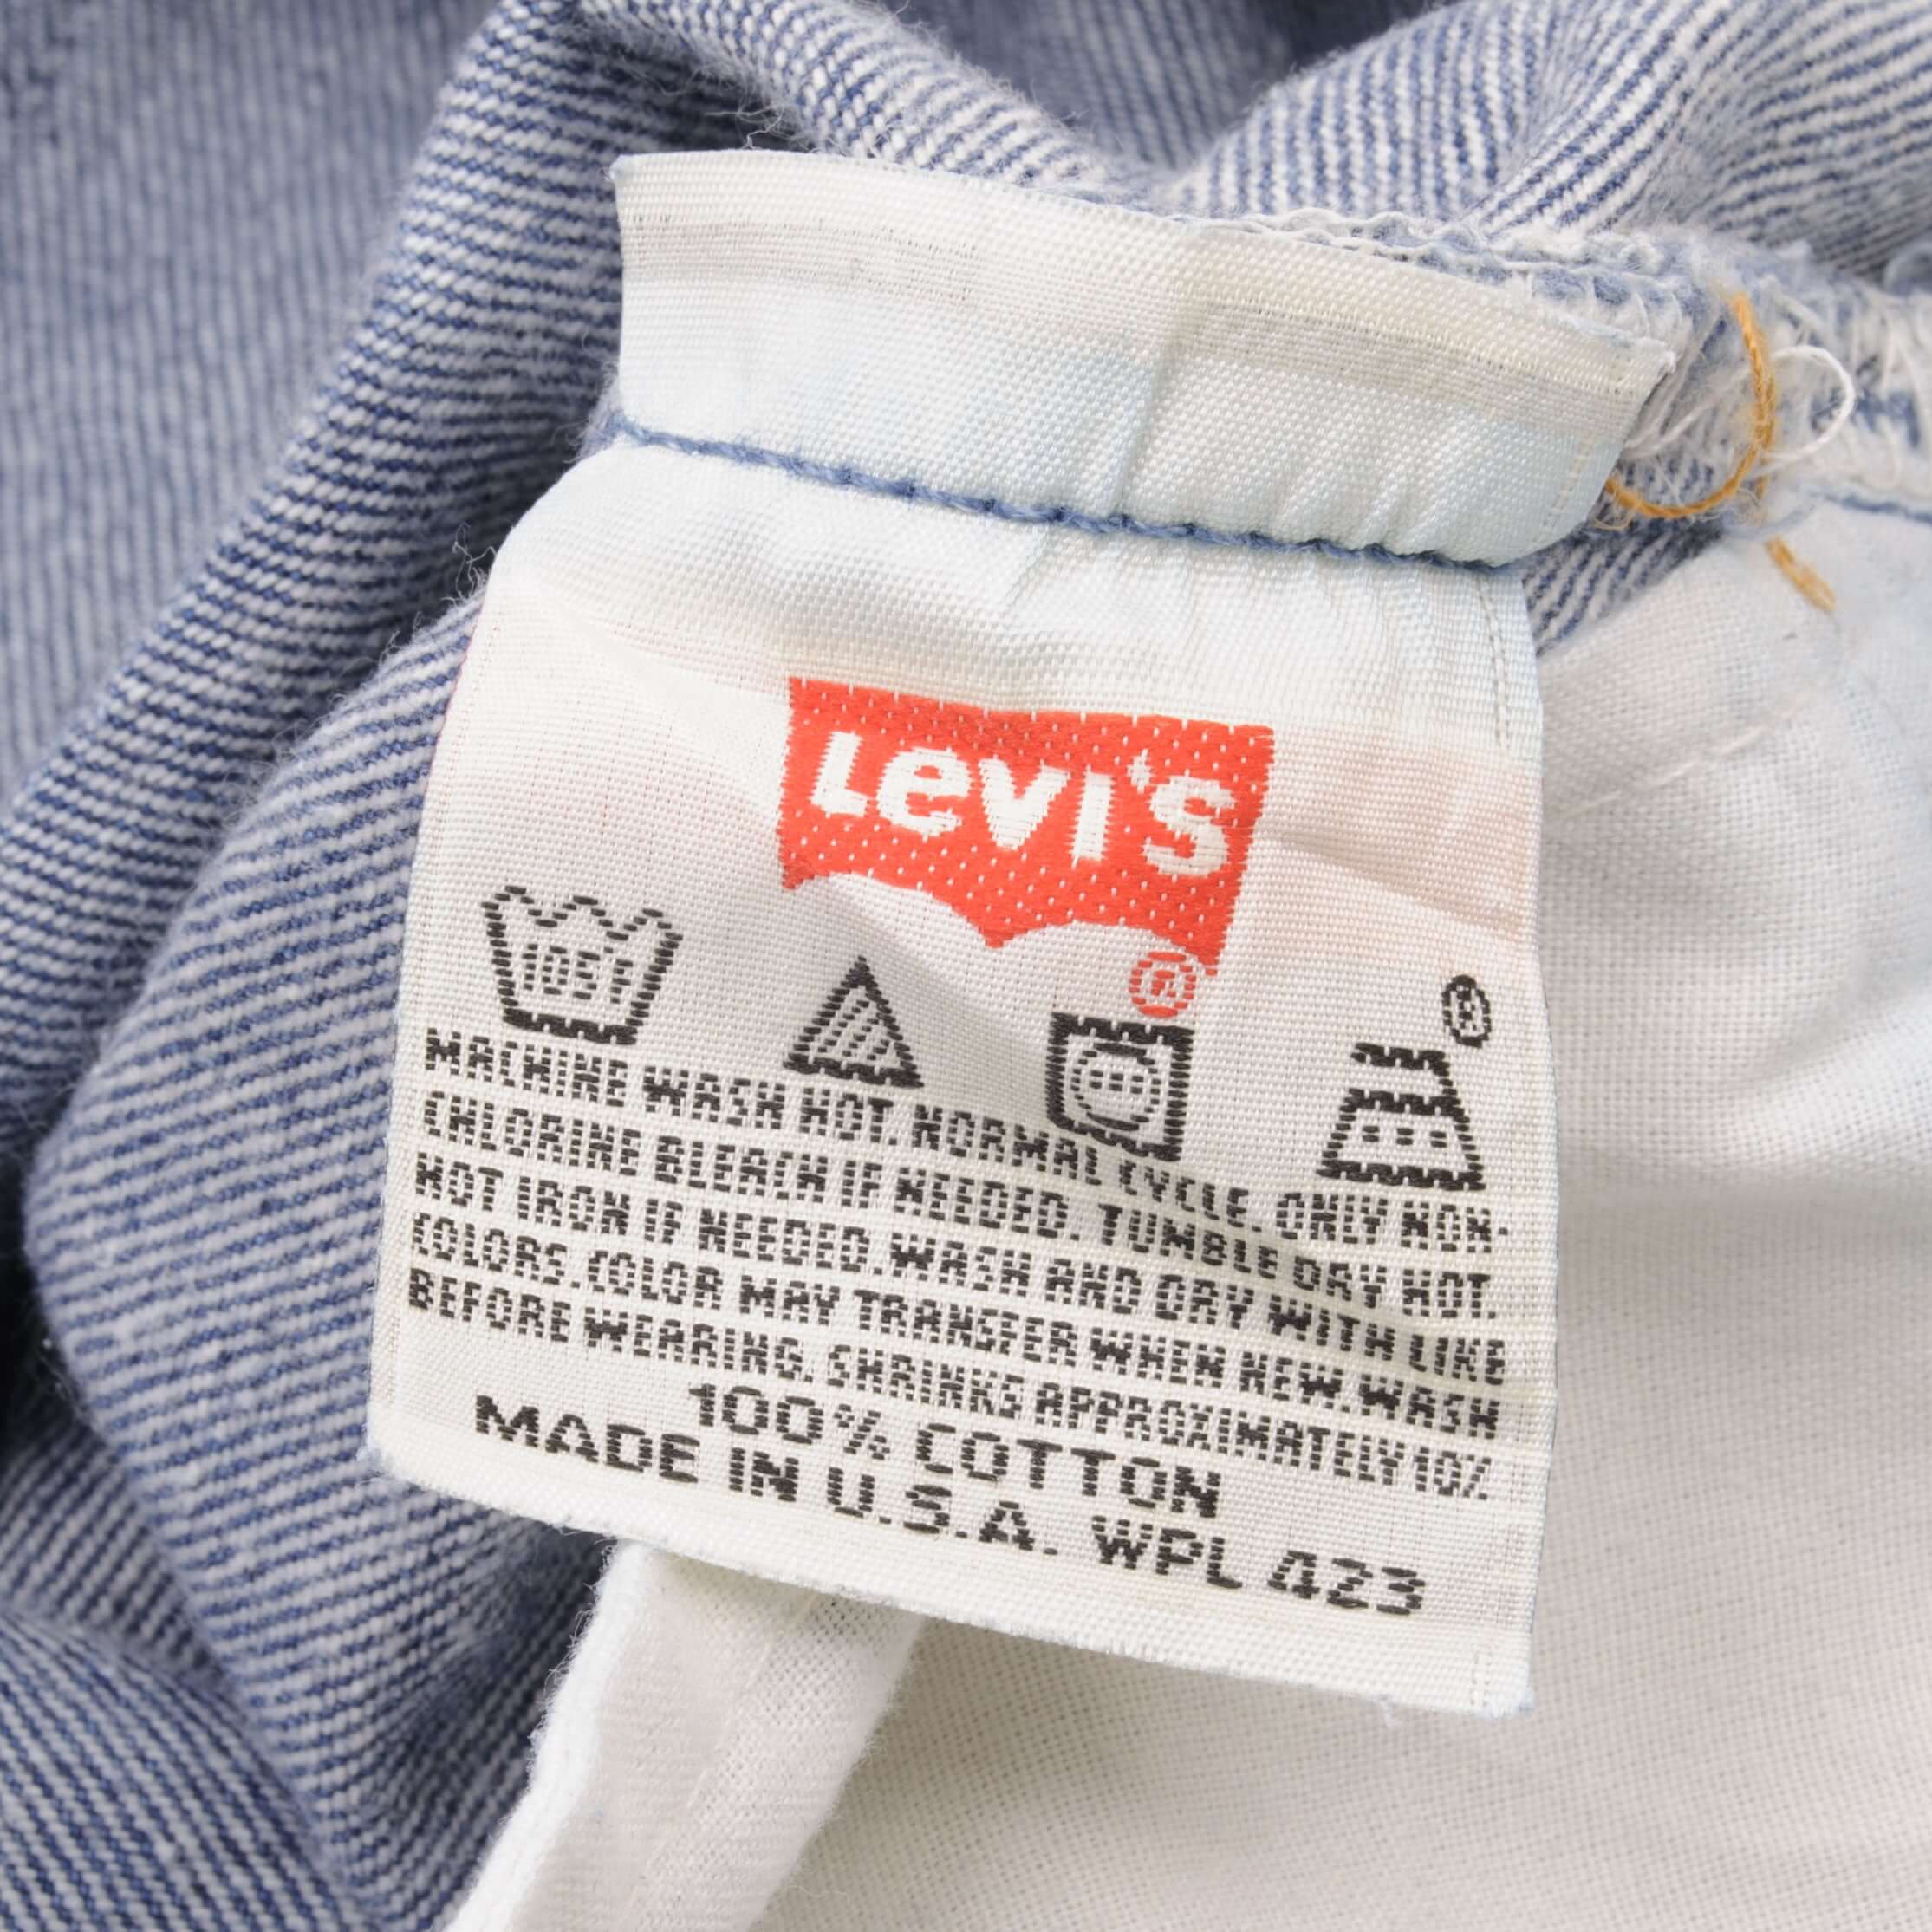 Levi's
®
105°F
®
MACHINE WASH HOT. NORMAL CYCLE. ONLY NON-
CHLORINE BLEACH IF NEEDED. TUMBLE DRY HOT.
HOT IRON IF NEEDED. WASH AND DRY WITH LIKE
COLORS. COLOR MAY TRANSFER WHEN NEW. WASH
BEFORE WEARING. SHRINKS APPROXIMATELY 10%
100% COTTON
MADE IN U.S.A. WPL 423